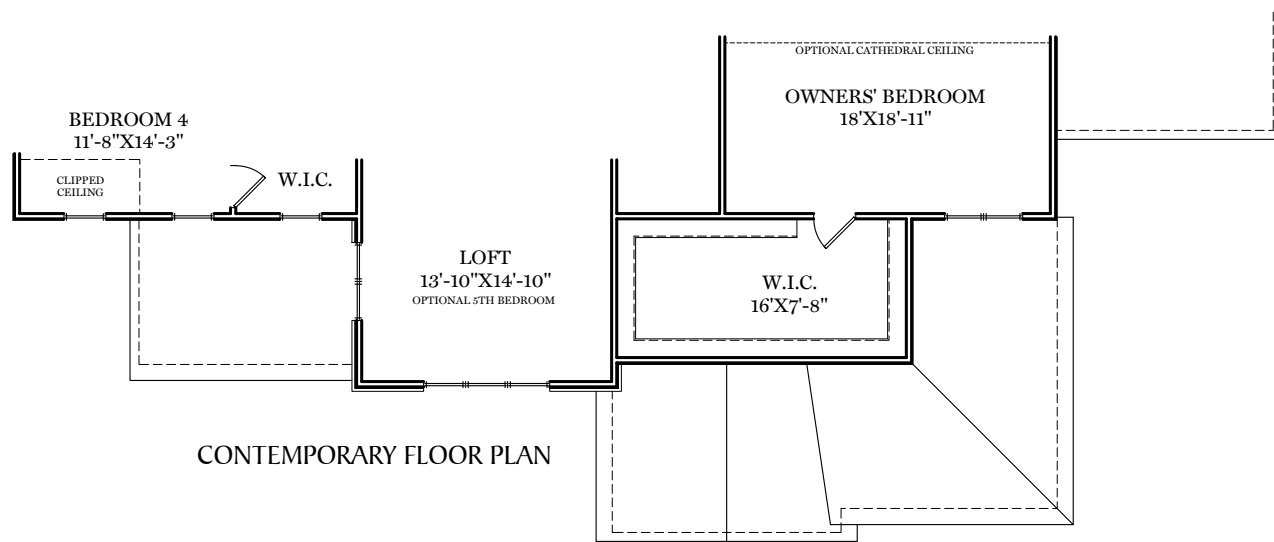 OPTIONAL CATHEDRAL CEILING
OWNERS' BEDROOM
18'X18'-11"
BEDROOM 4
11'-8"X14'-3"
CLIPPED
CEILING
W.I.C.
LOFT
13'-10"X14'-10"
OPTIONAL 5TH BEDROOM
W.I.C.
16'X7'-8"
CONTEMPORARY FLOOR PLAN